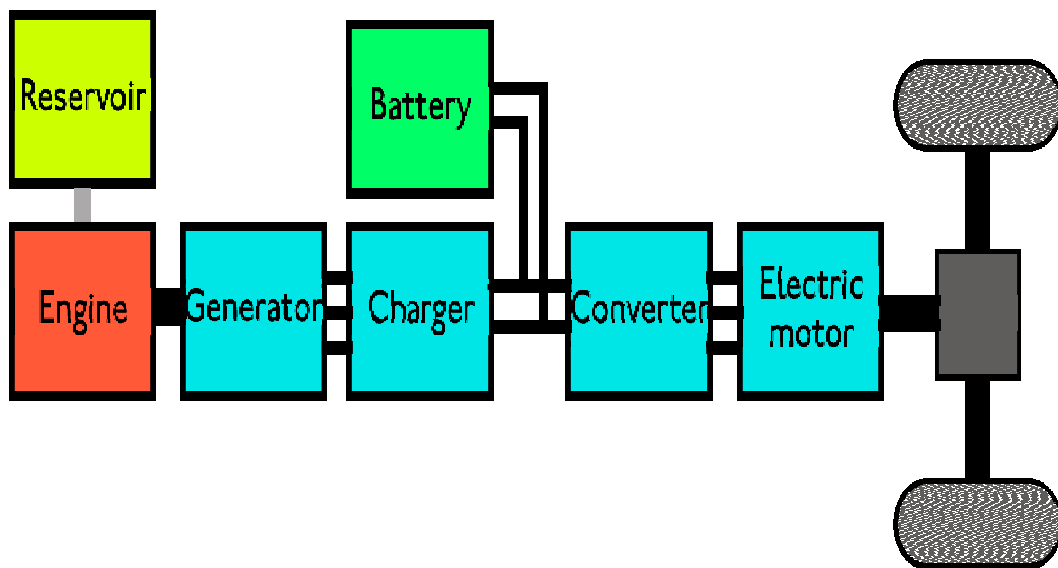 Reservoir
Battery
Engine
Generator
Charger
Converter
Electric
motor